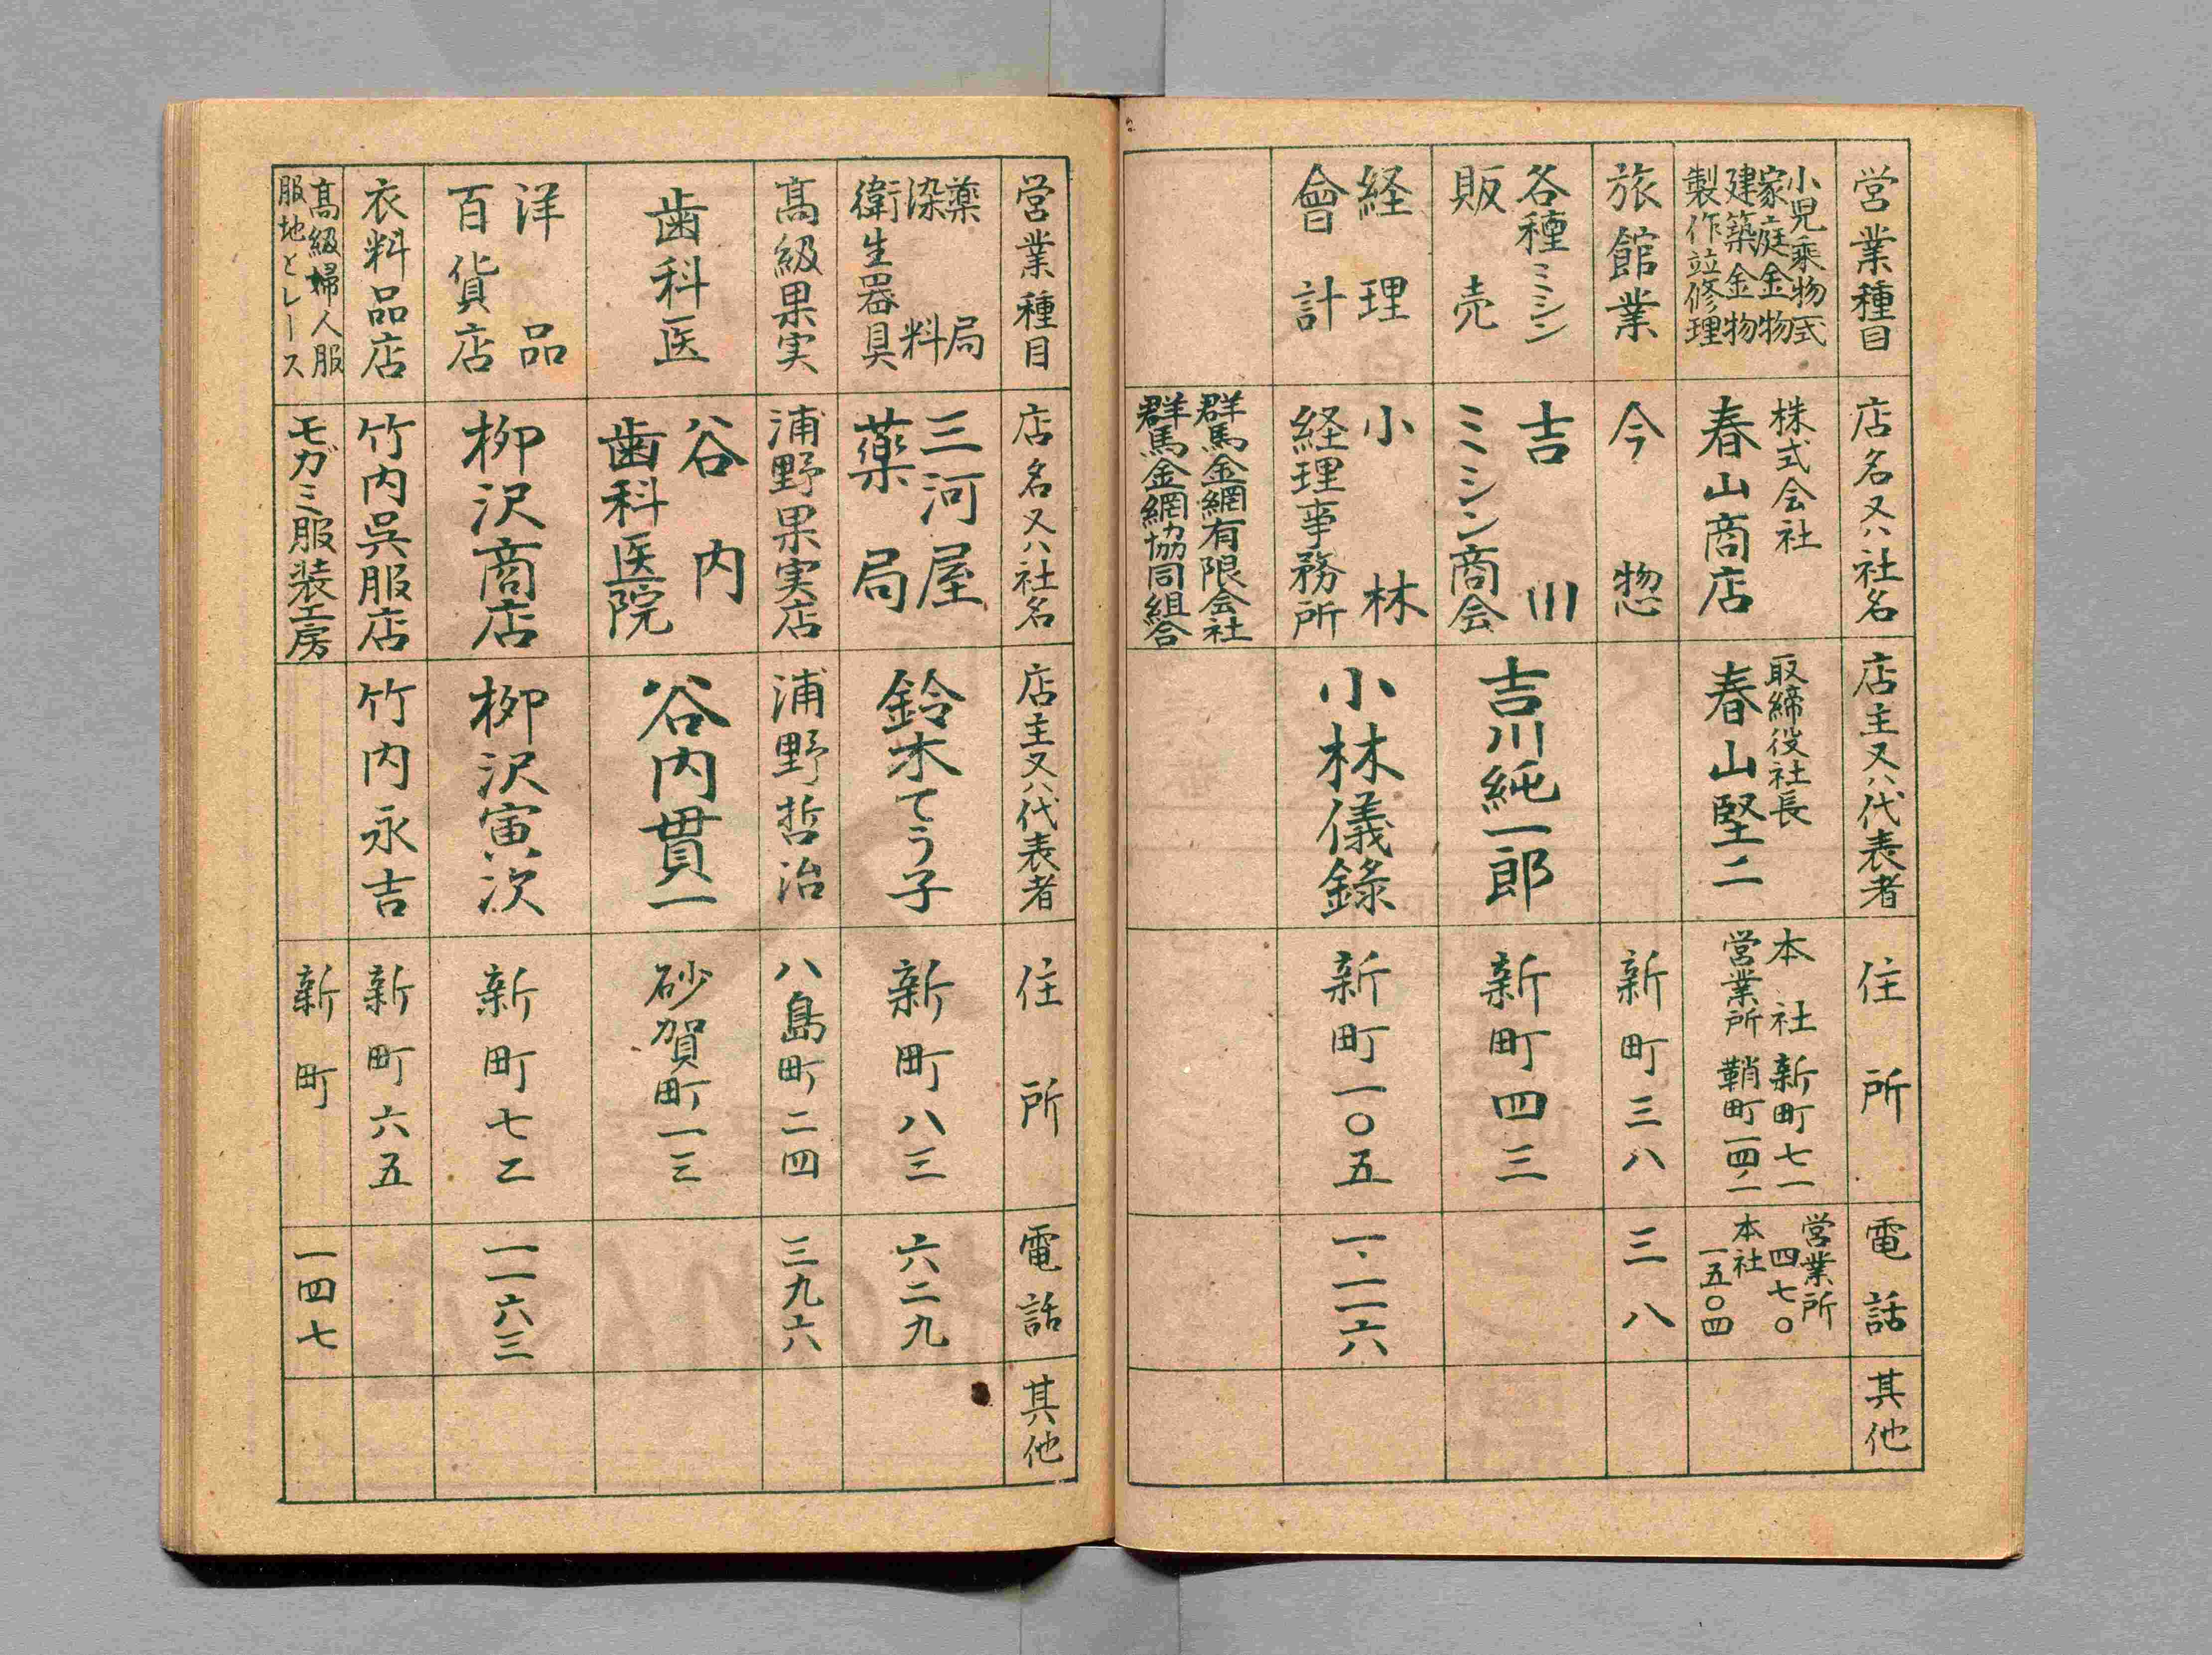 営業種目
店名又ハ社名
店主又ハ代表者
住所
電話
其他
小児乗物一式
家庭金物
建築金物
製作並修理
株式会社
春山商店
取締役社長
春山堅二
本社 新町七一
営業所 鞘町一四ノ一
営業所
四七〇
本社
一五〇四
旅館業
今惣
新町三八
三八
各種ミシン
販売
吉川
ミシン商会
吉川純一郎
新町四三
経理
會計
小林
経理事務所
小林儀錄
新町一〇五
一、一一六
群馬金網有限会社
群馬金網協同組合
営業種目
店名又ハ社名
店主又ハ代表者
住所
電話
其他
薬局
染料
衛生器具
三河屋
薬局
鈴木てう子
新町八三
六二九
高級果実
浦野果実店
浦野哲治
八島町二四
三九六
歯科医
谷内
歯科医院
谷内貫一
砂賀町一三
洋品
百貨店
柳沢商店
柳沢寅次
新町七二
一一六三
衣料品店
竹内呉服店
竹内永吉
新町六五
高級婦人服
服地とレース
モガミ服装工房
新町
一四七